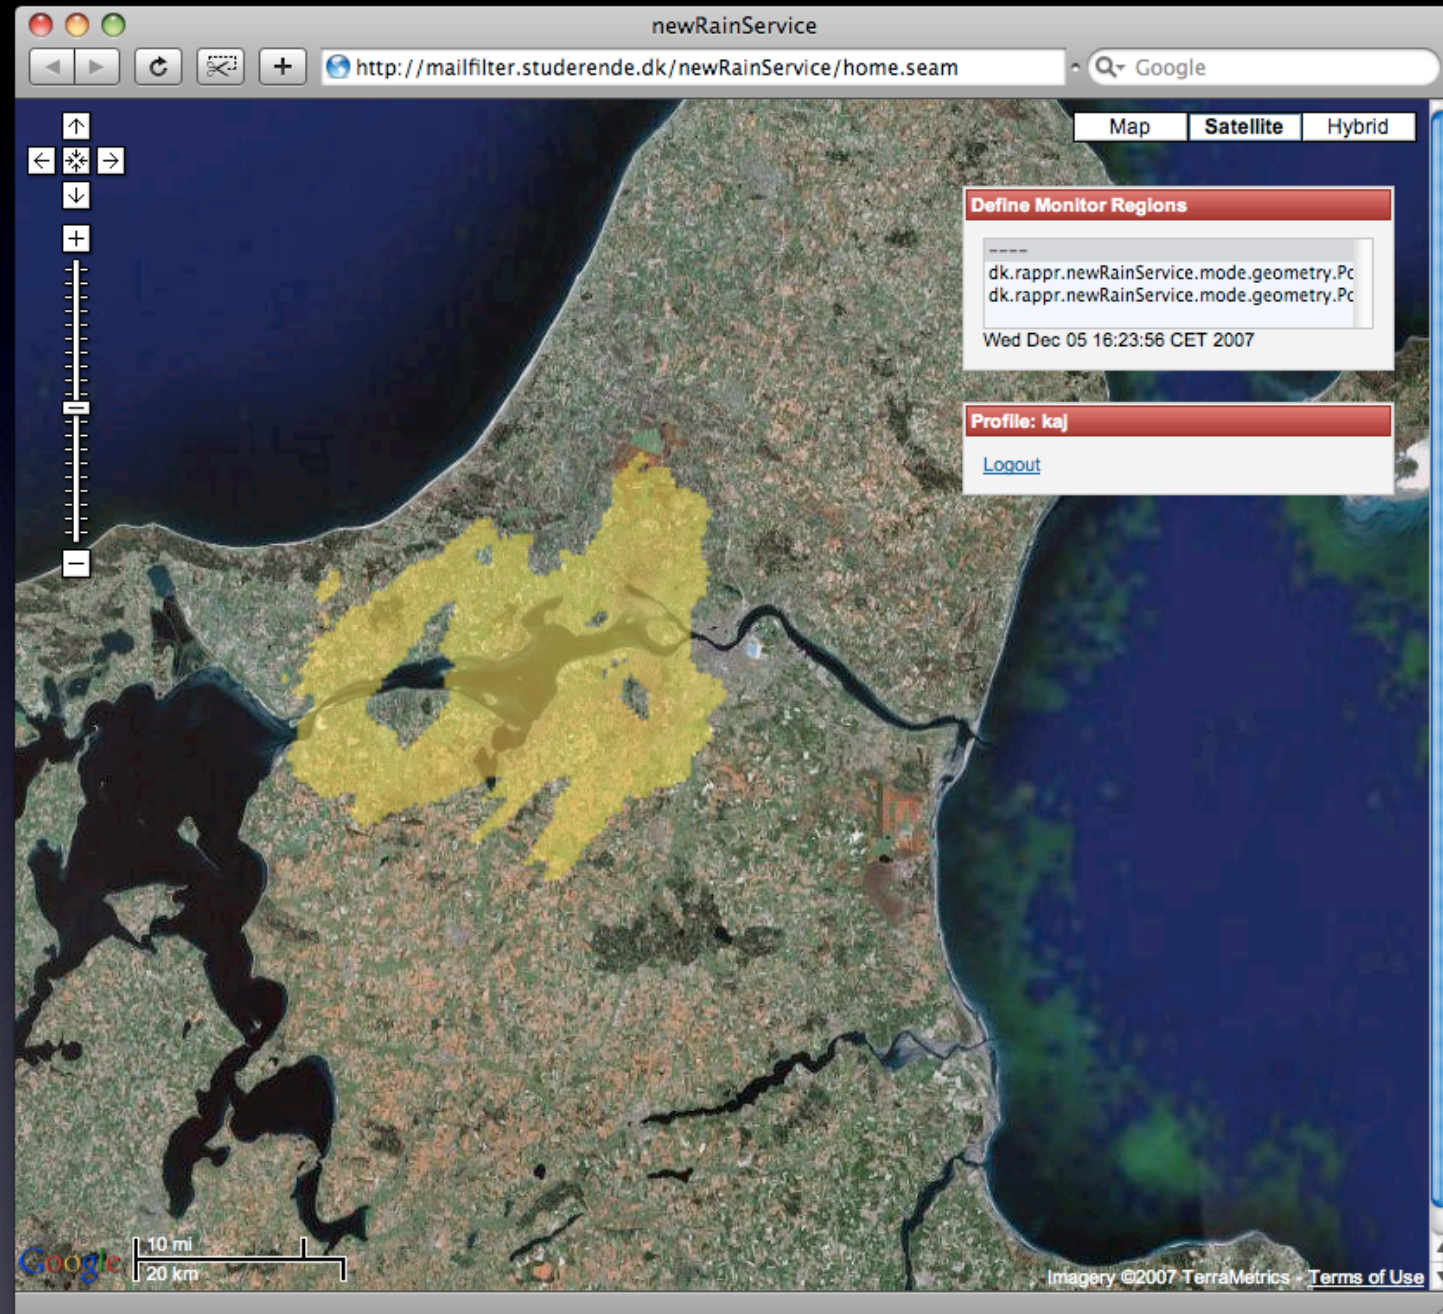 newRainService
http://mailfilter.studerende.dk/newRainService/home.seam
Google
Map
Satellite
Hybrid
Define Monitor Regions
----
dk.rappr.newRainService.mode.geometry.Pc
dk.rappr.newRainService.mode.geometry.Pc
Wed Dec 05 16:23:56 CET 2007
Profile: kaj
Logout
Google
10 mi
20 km
Imagery ©2007 TerraMetrics - Terms of Use